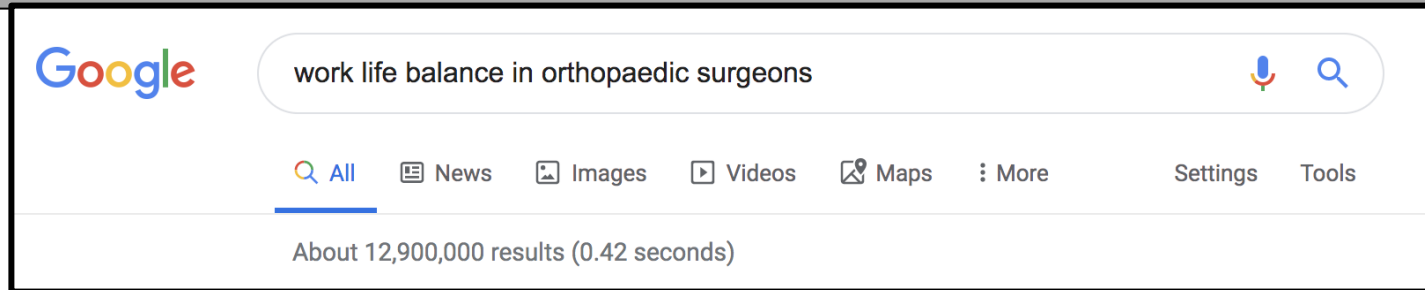 Google work life balance in orthopaedic surgeons
All News Images Videos Maps More Settings Tools
About 12,900,000 results (0.42 seconds)